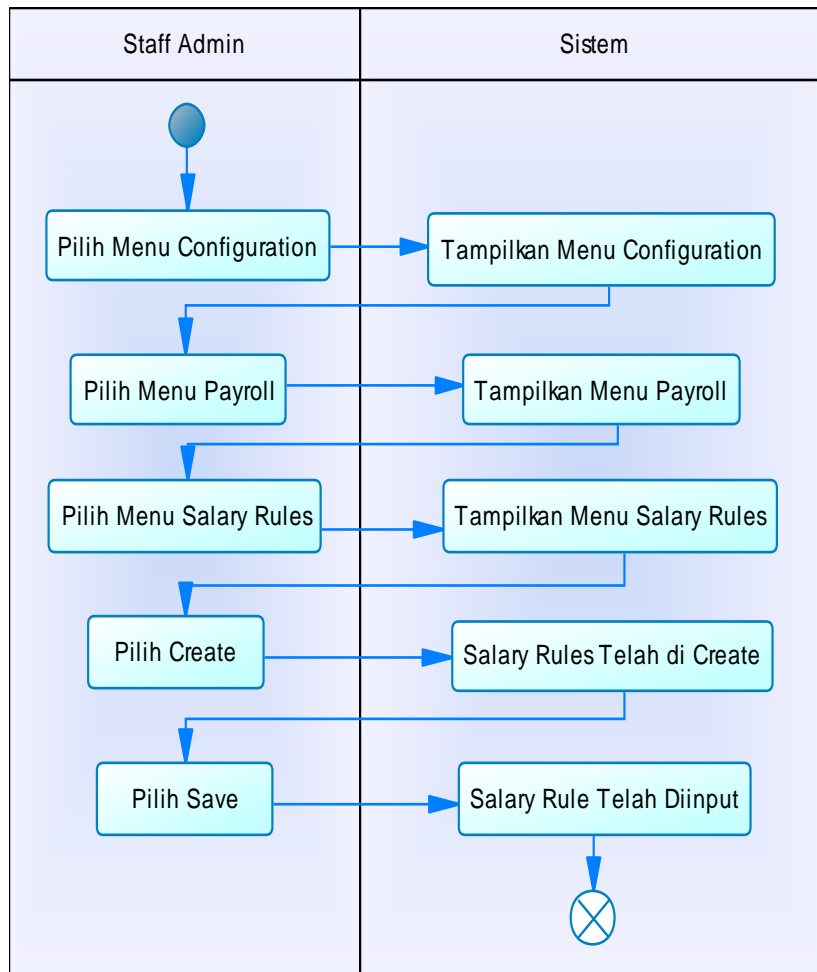 Staff Admin
Sistem
Pilih Menu Configuration
Tampilkan Menu Configuration
Pilih Menu Payroll
Tampilkan Menu Payroll
Pilih Menu Salary Rules
Tampilkan Menu Salary Rules
Pilih Create
Salary Rules Telah di Create
Pilih Save
Salary Rule Telah Diinput